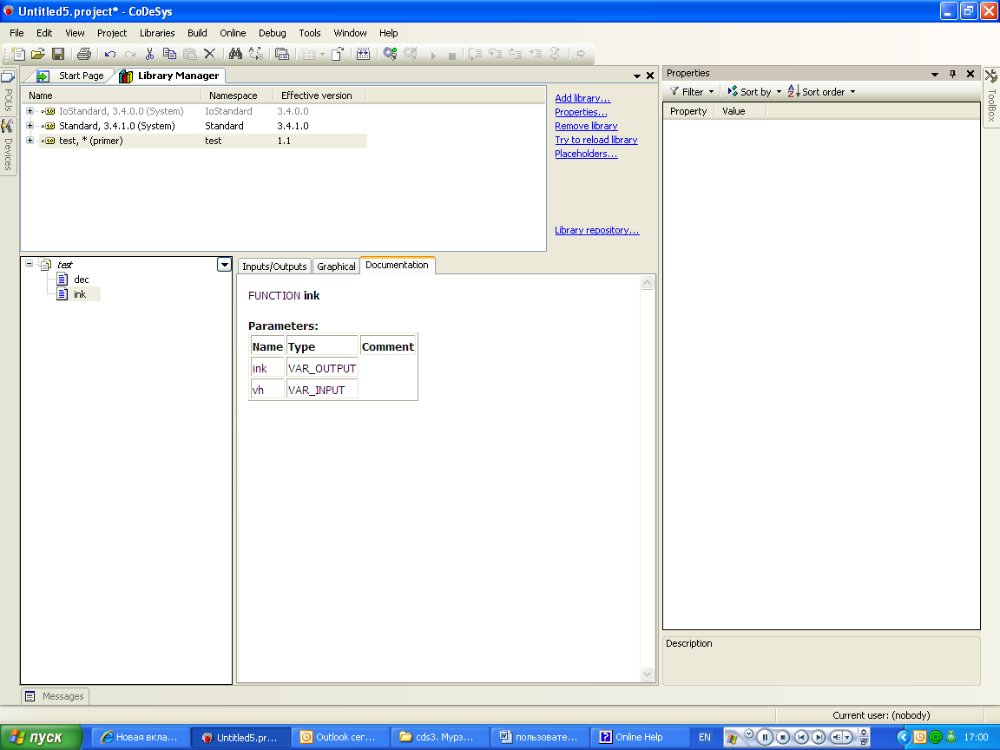 Untitled5.project* - CoDeSys
File Edit View Project Libraries Build Online Debug Tools Window Help
Start Page Library Manager
Name Namespace Effective version
IoStandard, 3.4.0.0 (System) IoStandard 3.4.0.0
Standard, 3.4.1.0 (System) Standard 3.4.1.0
test, * (primer) test 1.1
Add library...
Properties...
Remove library
Try to reload library
Placeholders...
Library repository...
POUs
Devices
test
dec
ink
Inputs/Outputs Graphical Documentation
FUNCTION ink
Parameters:
Name Type Comment
ink VAR_OUTPUT
vh VAR_INPUT
Properties
Filter Sort by Sort order
Property Value
Description
ToolBox
Messages
Current user: (nobody)
пуск Новая вкла... Untitled5.pr... Outlook сег... cds3. Мурз... пользовате... Online Help EN 17:00